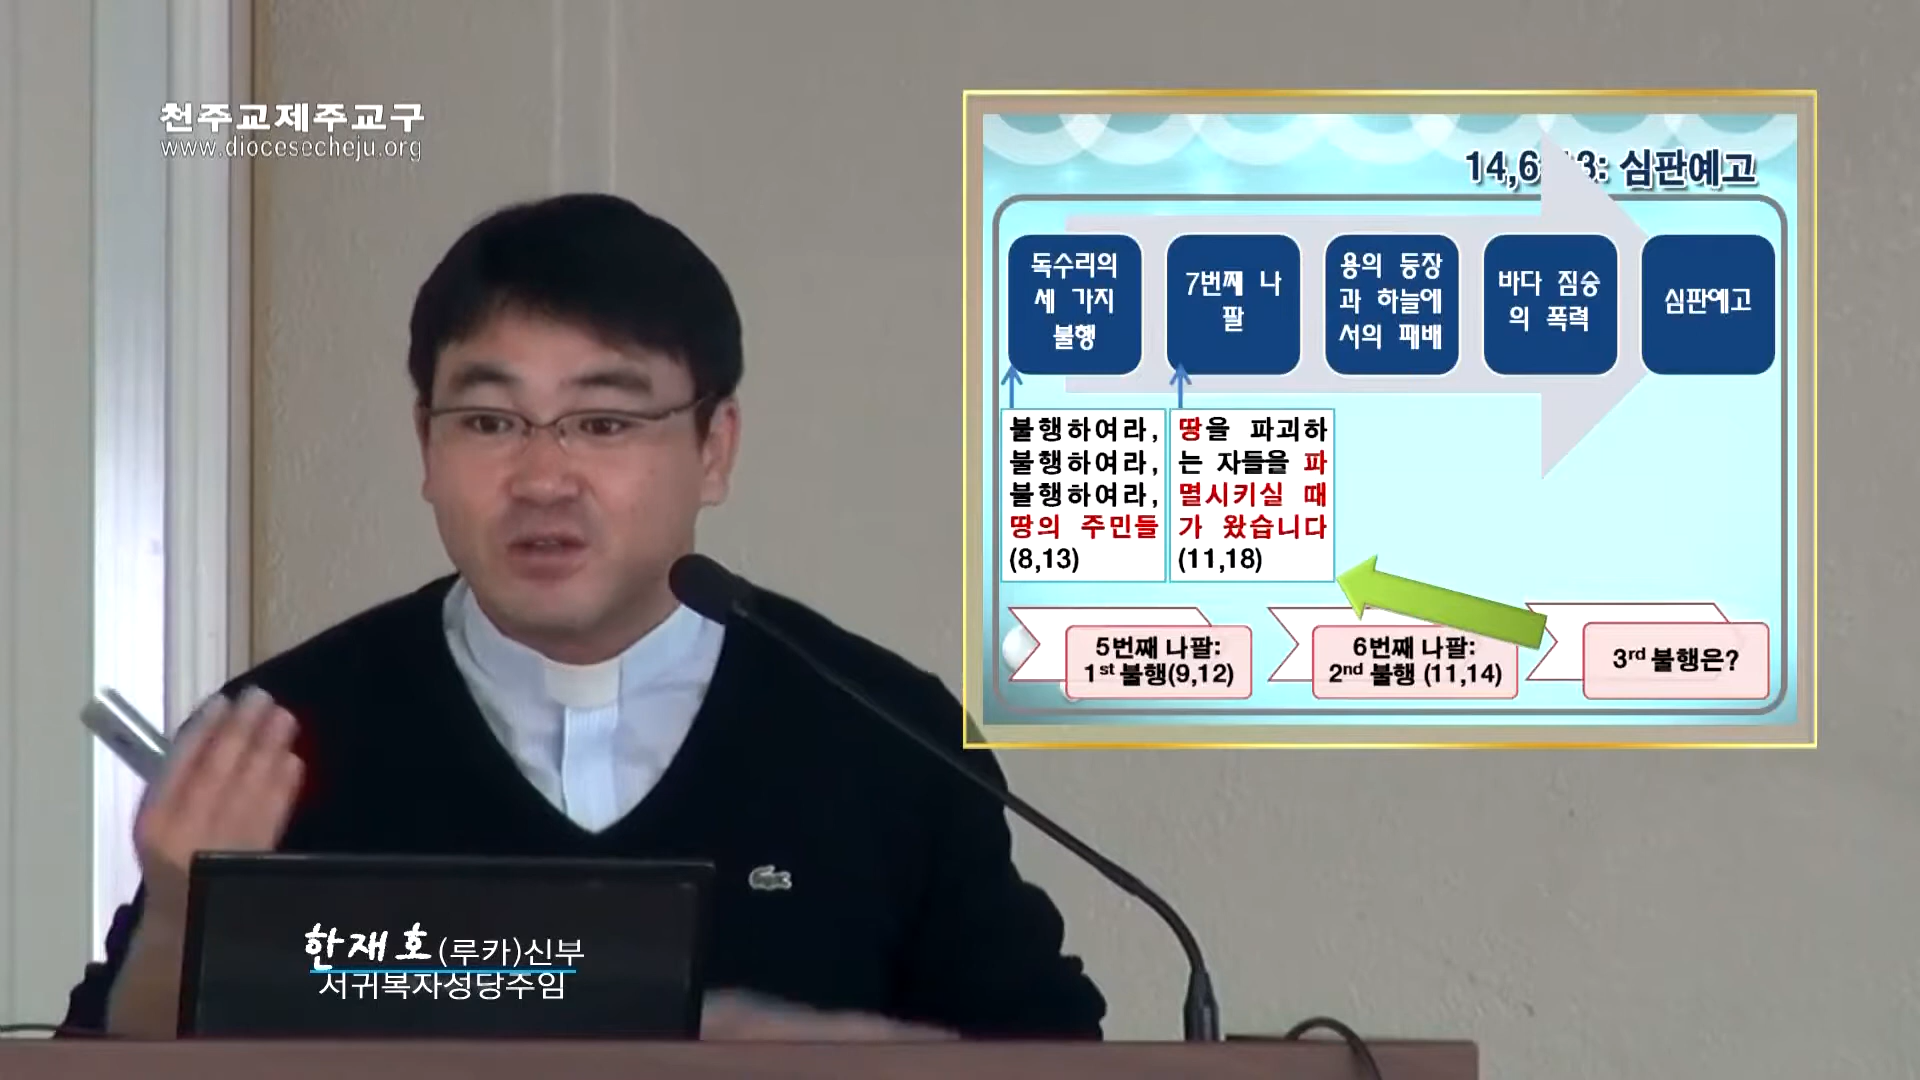 천주교제주교구
www.diocesecheju.org
14,6 3: 심판예고
독수리의
세 가지
불행
7번째 나
팔
용의 등장
과 하늘에
서의 패배
바다 짐승
의 폭력
심판예고
불행하여라,
불행하여라,
불행하여라,
땅의 주민들
(8,13)
땅을 파괴하
는 자들을 파
멸시키실 때
가 왔습니다
(11,18)
5번째 나팔:
1st 불행(9,12)
6번째 나팔:
2nd 불행 (11,14)
3rd 불행은?
한재호(루카)신부
서귀복자성당주임